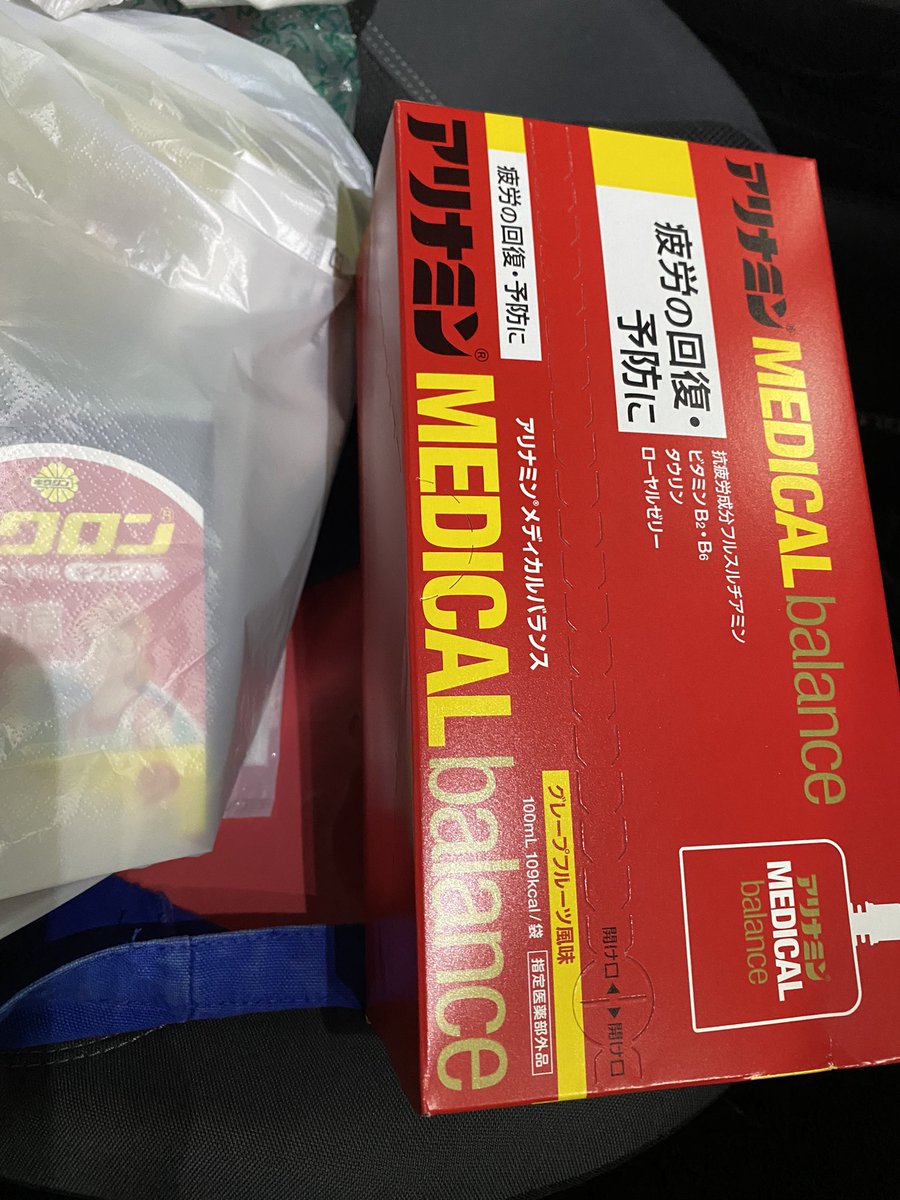 アリナミン® MEDICAL balance
疲労の回復・予防に
アリナミン®メディカルバランス
グレープフルーツ風味
100mL 109kcal/袋 指定医薬部外品
アリナミン® MEDICAL balance
疲労の回復・
予防に
抗疲労成分フルスルチアミン
ビタミンB2・B6
タウリン
ローヤルゼリー
アリナミン®
MEDICAL
balance
開け口◀
▶開け口
クロン